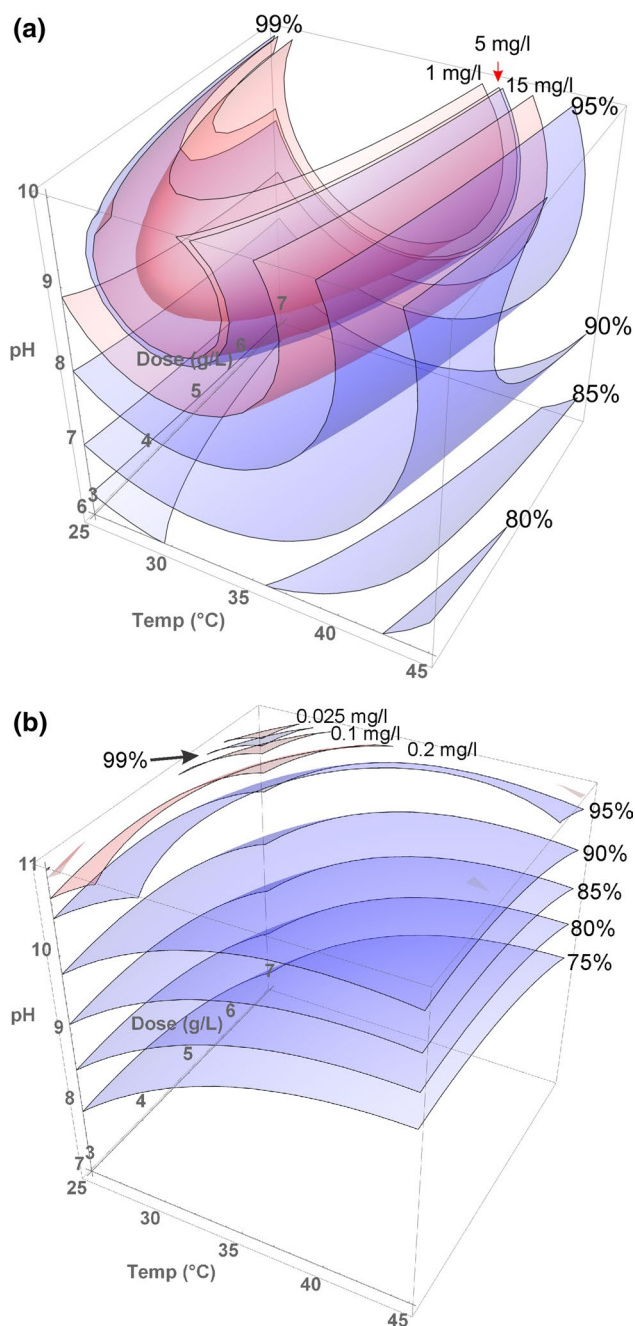 (a)
99%
5 mg/l
1 mg/l
15 mg/l
95%
10
9
pH
8
7
6
Dose (g/L)
7
6
5
4
3
90%
85%
80%
25
30
35
40
45
Temp (°C)
(b)
0.025 mg/l
0.1 mg/l
99%
0.2 mg/l
95%
11
90%
85%
10
80%
75%
pH
9
8
7
Dose (g/L)
7
6
5
4
3
25
30
35
40
45
Temp (°C)